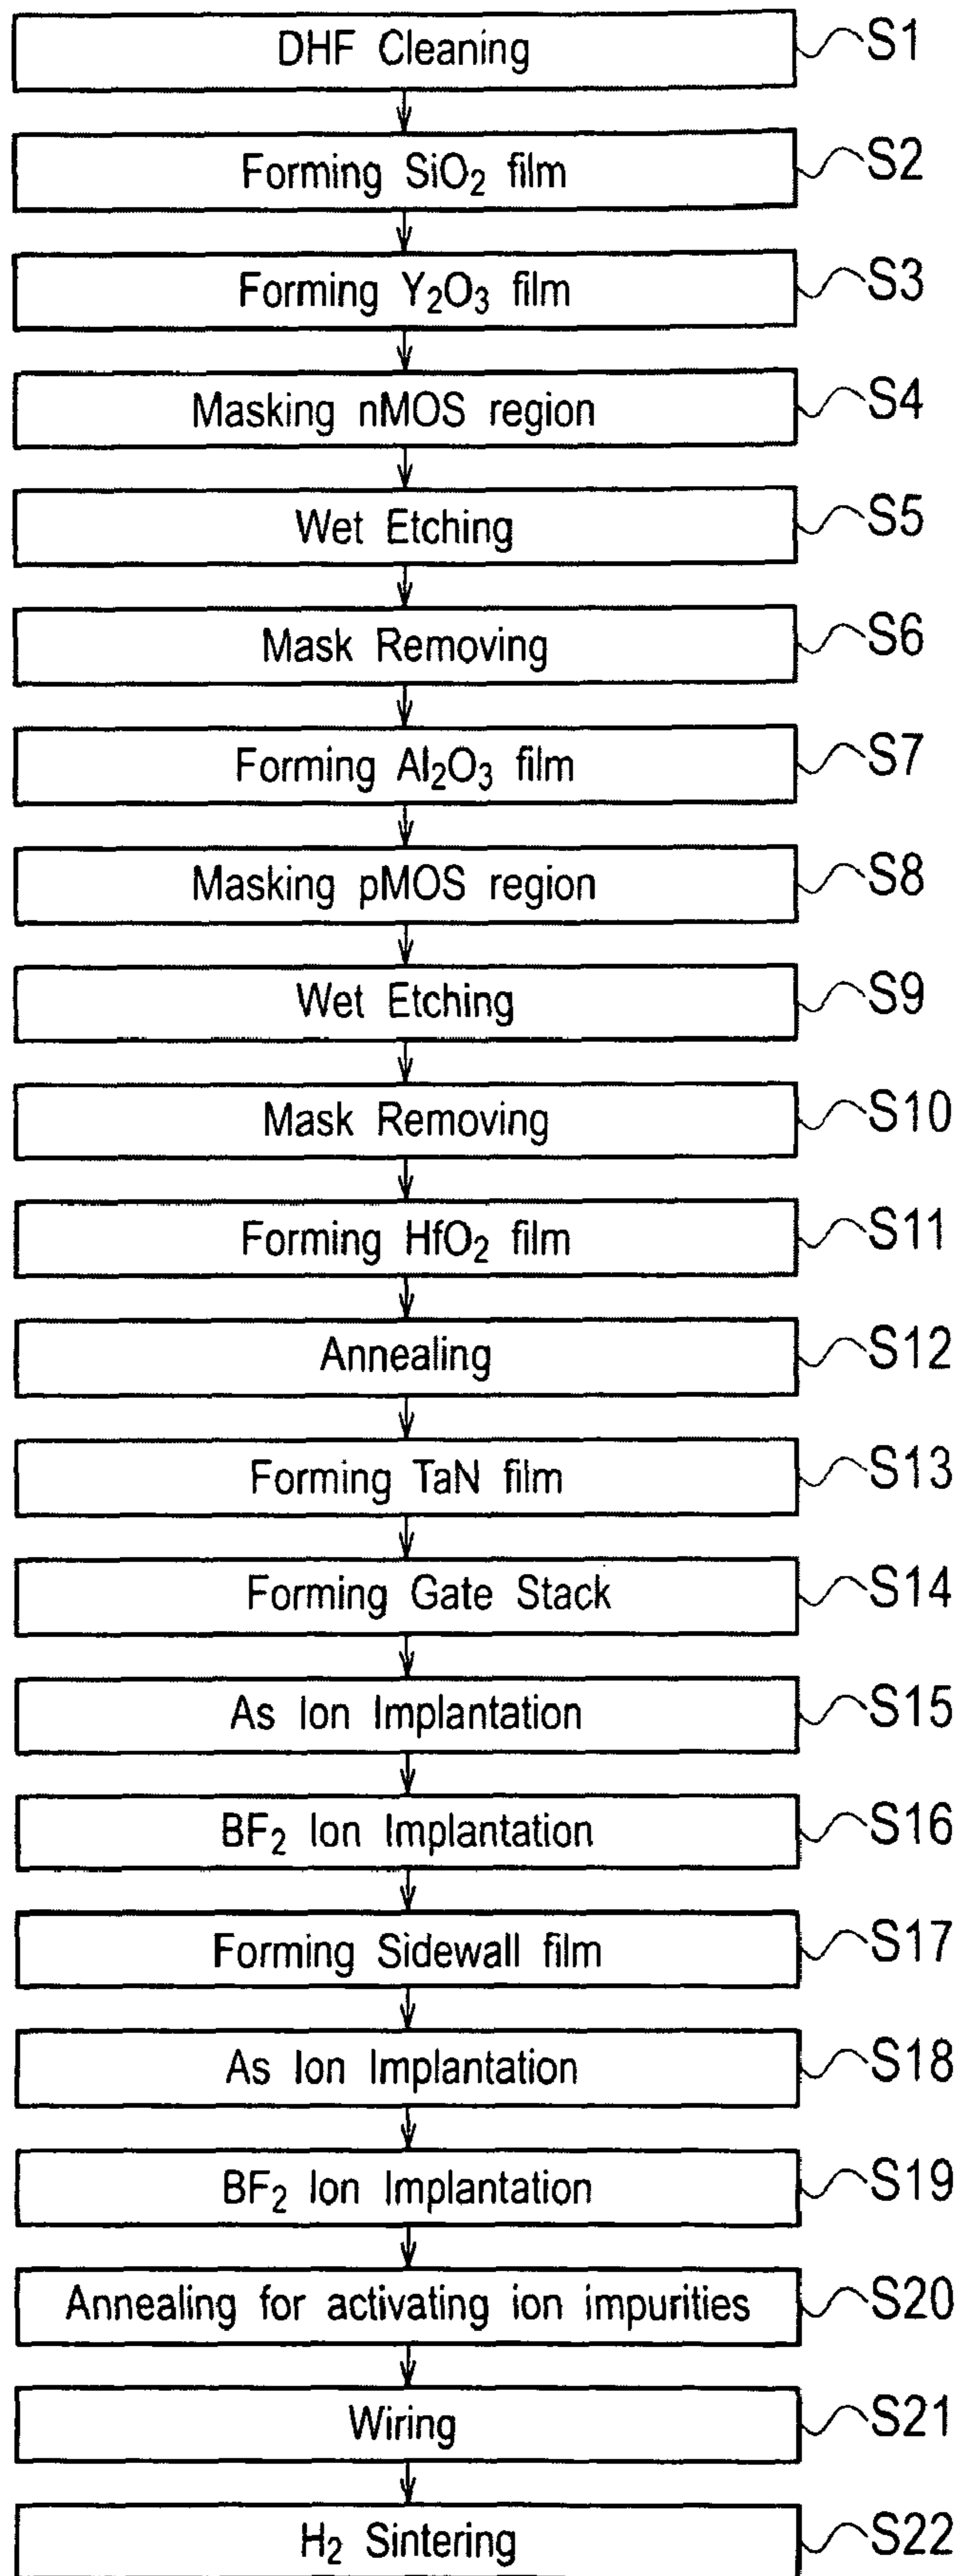 DHF Cleaning S1
Forming SiO₂ film S2
Forming Y₂O₃ film S3
Masking nMOS region S4
Wet Etching S5
Mask Removing S6
Forming Al₂O₃ film S7
Masking pMOS region S8
Wet Etching S9
Mask Removing S10
Forming HfO₂ film S11
Annealing S12
Forming TaN film S13
Forming Gate Stack S14
As Ion Implantation S15
BF₂ Ion Implantation S16
Forming Sidewall film S17
As Ion Implantation S18
BF₂ Ion Implantation S19
Annealing for activating ion impurities S20
Wiring S21
H₂ Sintering S22